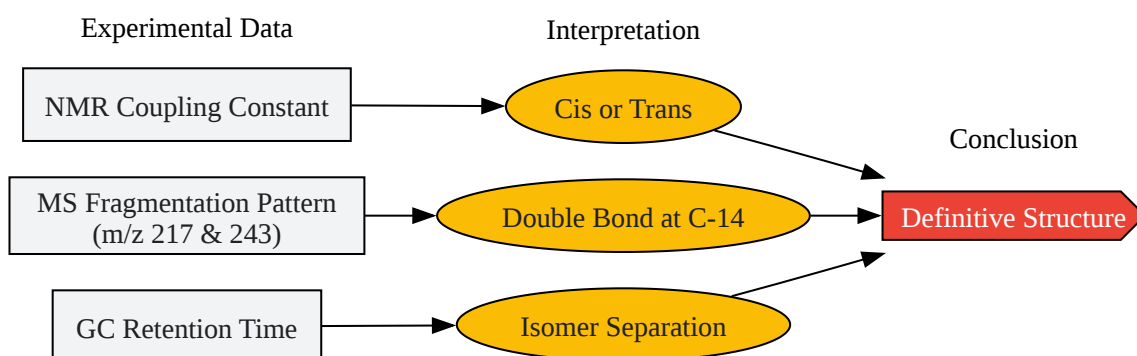 Experimental Data
Interpretation
Conclusion
NMR Coupling Constant
Cis or Trans
MS Fragmentation Pattern
(m/z 217 & 243)
Double Bond at C-14
Definitive Structure
GC Retention Time
Isomer Separation